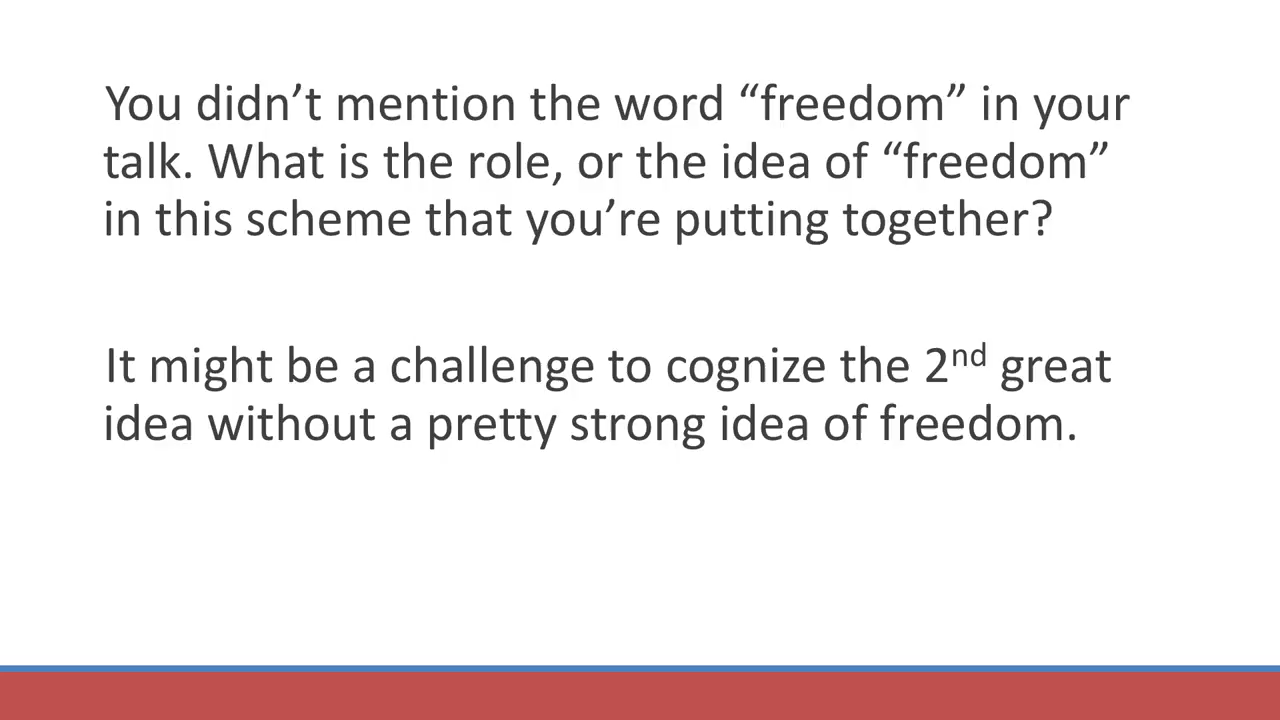 You didn’t mention the word “freedom” in your
talk. What is the role, or the idea of “freedom”
in this scheme that you’re putting together?
It might be a challenge to cognize the 2nd great
idea without a pretty strong idea of freedom.